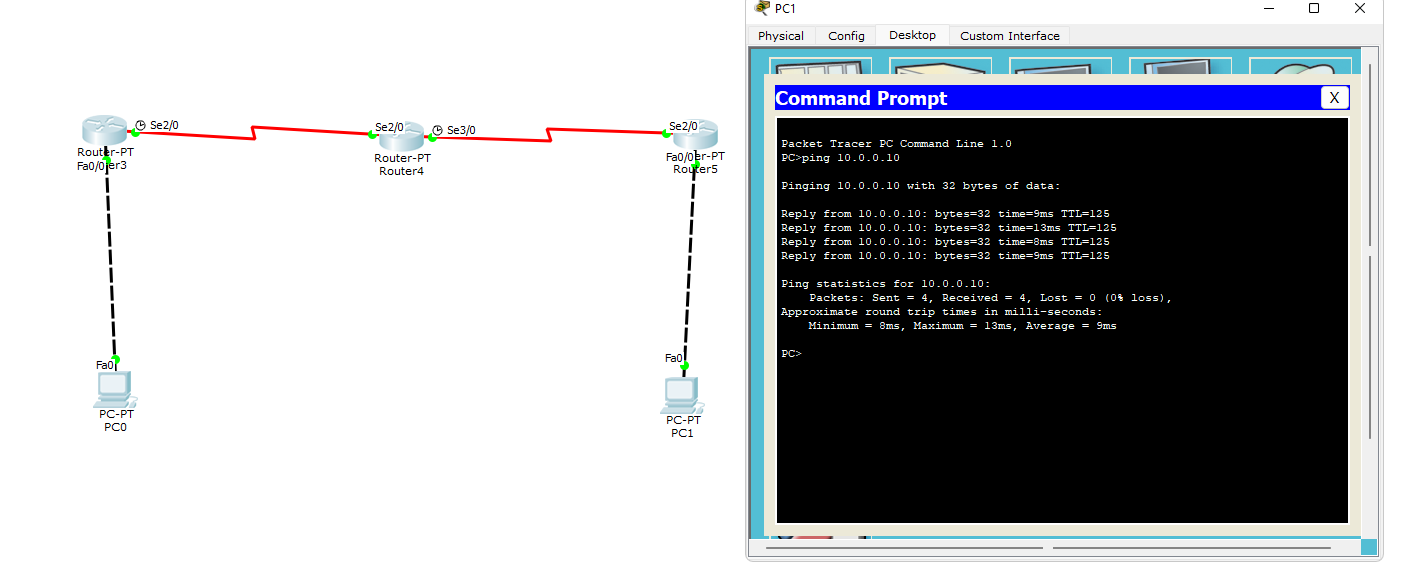 PC1
Physical Config Desktop Custom Interface
Command Prompt X
Packet Tracer PC Command Line 1.0
PC>ping 10.0.0.10
Pinging 10.0.0.10 with 32 bytes of data:
Reply from 10.0.0.10: bytes=32 time=9ms TTL=125
Reply from 10.0.0.10: bytes=32 time=13ms TTL=125
Reply from 10.0.0.10: bytes=32 time=8ms TTL=125
Reply from 10.0.0.10: bytes=32 time=9ms TTL=125
Ping statistics for 10.0.0.10:
Packets: Sent = 4, Received = 4, Lost = 0 (0% loss),
Approximate round trip times in milli-seconds:
Minimum = 8ms, Maximum = 13ms, Average = 9ms
PC>
Se2/0
Router-PT
Fa0/0er3
Se2/0
Se3/0
Router-PT
Router4
Se2/0
Fa0/0er-PT
Router5
Fa0
PC-PT
PC0
Fa0
PC-PT
PC1